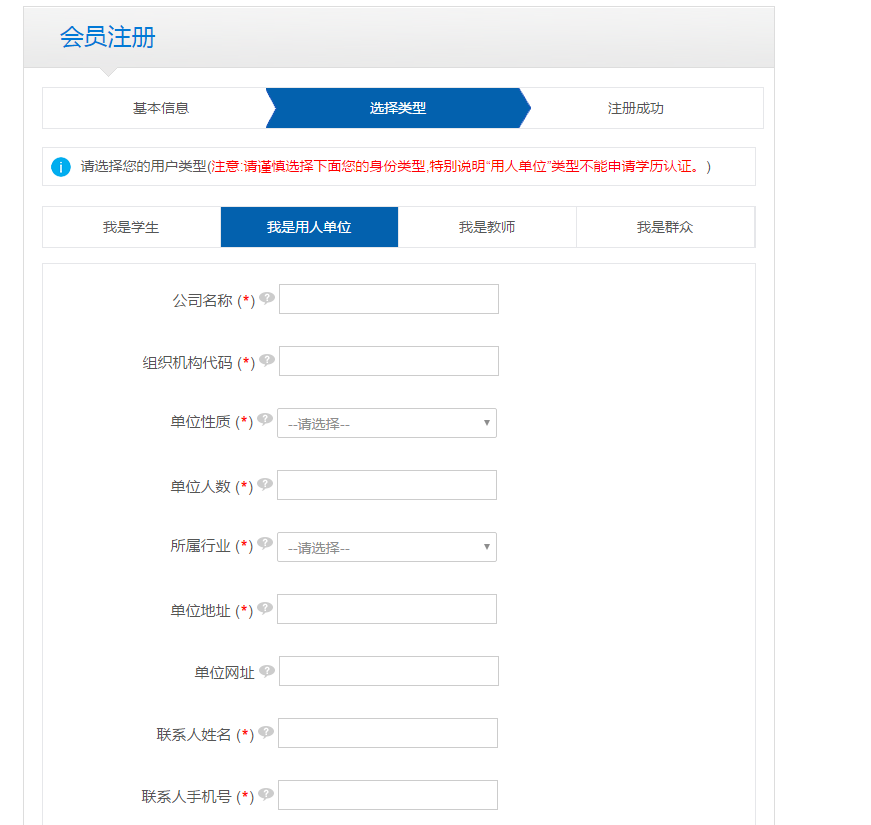 会员注册
基本信息 选择类型 注册成功
请选择您的用户类型(注意:请谨慎选择下面您的身份类型,特别说明“用人单位”类型不能申请学历认证。)
我是学生 我是用人单位 我是教师 我是群众
公司名称 (*)
组织机构代码 (*)
单位性质 (*) --请选择--
单位人数 (*)
所属行业 (*) --请选择--
单位地址 (*)
单位网址
联系人姓名 (*)
联系人手机号 (*)